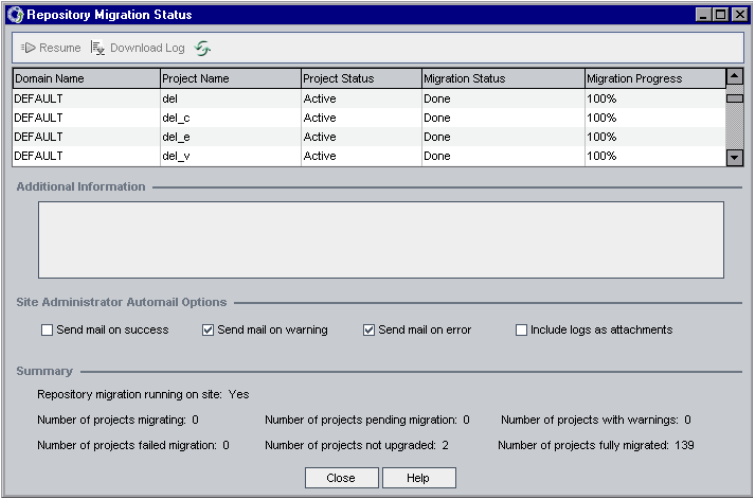 Repository Migration Status
Resume Download Log
Domain Name Project Name Project Status Migration Status Migration Progress
DEFAULT del Active Done 100%
DEFAULT del_c Active Done 100%
DEFAULT del_e Active Done 100%
DEFAULT del_v Active Done 100%
Additional Information
Site Administrator Automail Options
Send mail on success Send mail on warning Send mail on error Include logs as attachments
Summary
Repository migration running on site: Yes
Number of projects migrating: 0 Number of projects pending migration: 0 Number of projects with warnings: 0
Number of projects failed migration: 0 Number of projects not upgraded: 2 Number of projects fully migrated: 139
Close Help